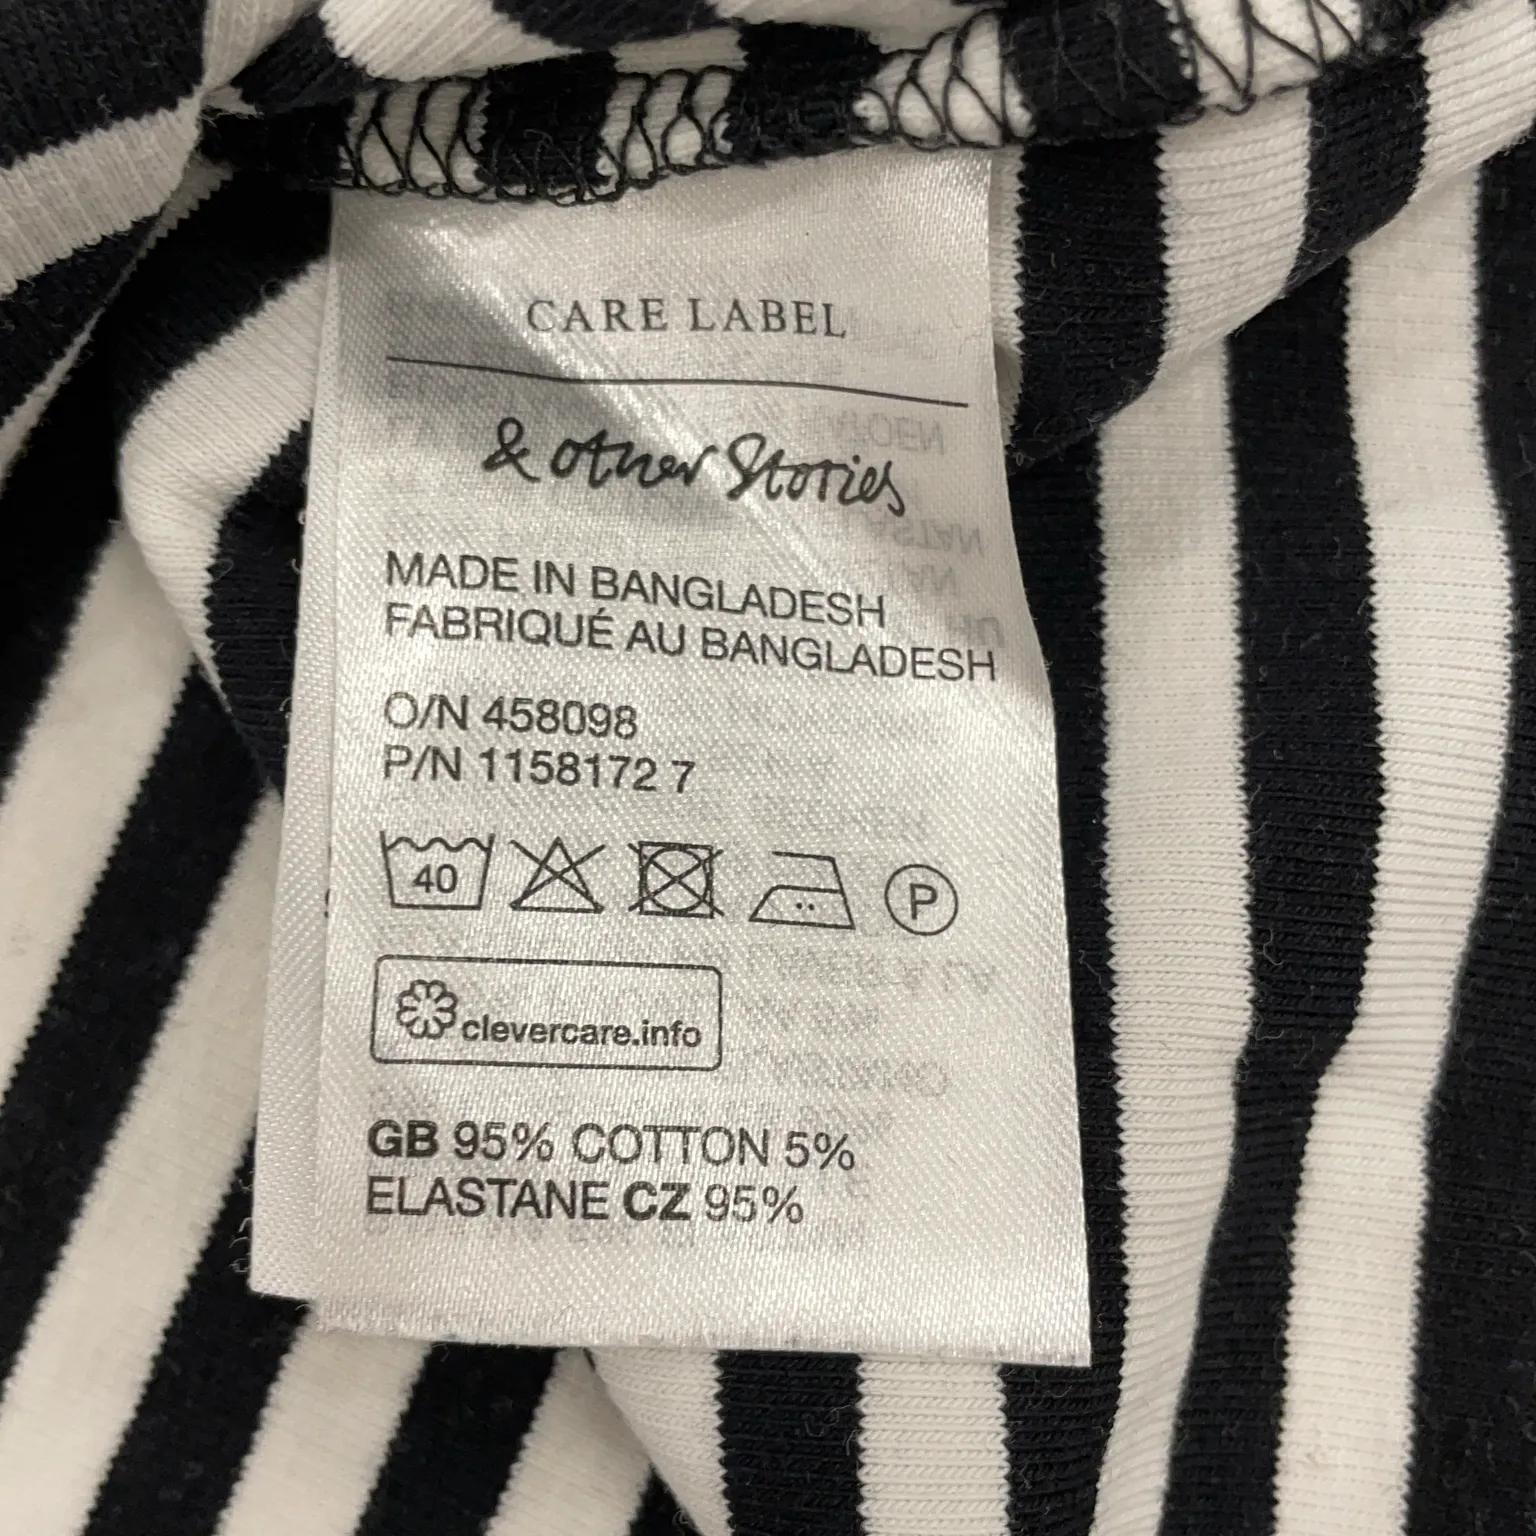 CARE LABEL
& other Stories
MADE IN BANGLADESH
FABRIQUÉ AU BANGLADESH
O/N 458098
P/N 1158172 7
40
P
clevercare.info
GB 95% COTTON 5%
ELASTANE CZ 95%